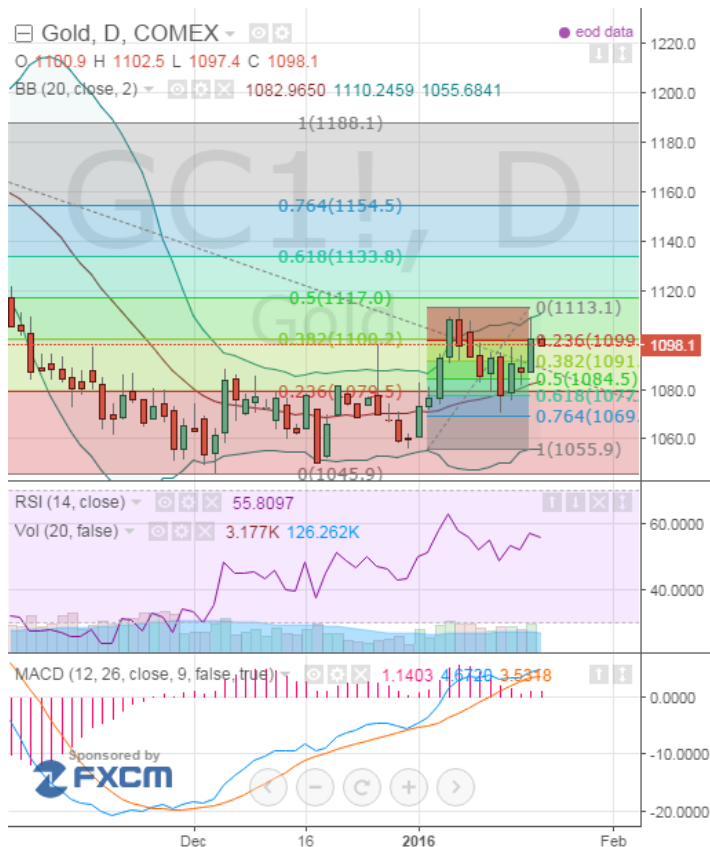 Gold, D, COMEX
eod data
O 1100.9 H 1102.5 L 1097.4 C 1098.1
BB (20, close, 2) 1082.9650 1110.2459 1055.6841
GC1!, D
Gold
1(1188.1)
0.764(1154.5)
0.618(1133.8)
0.5(1117.0)
0.382(1100.2)
0.236(1079.5)
0(1045.9)
0(1113.1)
0.236(1099.
0.382(1091.
0.5(1084.5)
0.618(1077.
0.764(1069.
1(1055.9)
1220.0
1200.0
1180.0
1160.0
1140.0
1120.0
1098.1
1080.0
1060.0
RSI (14, close) 55.8097
Vol (20, false) 3.177K 126.262K
60.0000
40.0000
MACD (12, 26, close, 9, false, true) 1.1403 4.6720 3.5318
0.0000
-10.0000
-20.0000
Sponsored by
FXCM
Dec 16 2016 Feb